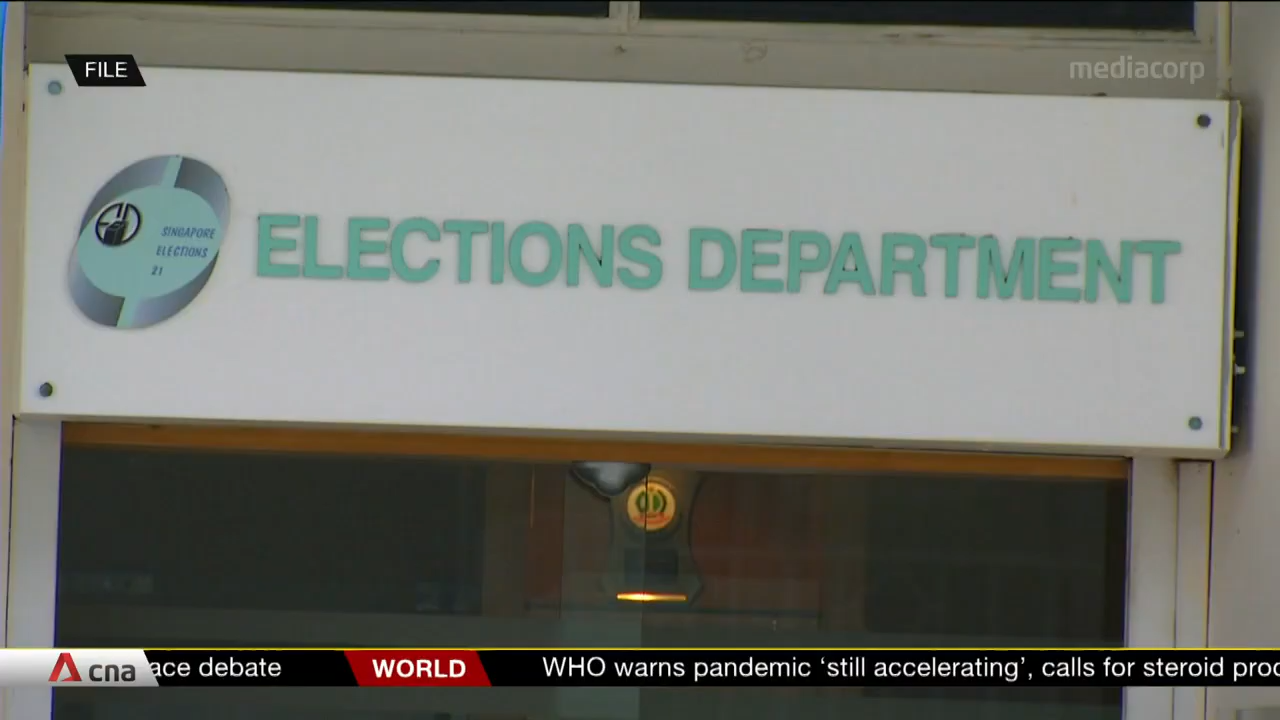 FILE
mediacorp
SINGAPORE
ELECTIONS
21
ELECTIONS DEPARTMENT
cna
ace debate
WORLD
WHO warns pandemic ‘still accelerating’, calls for steroid prod